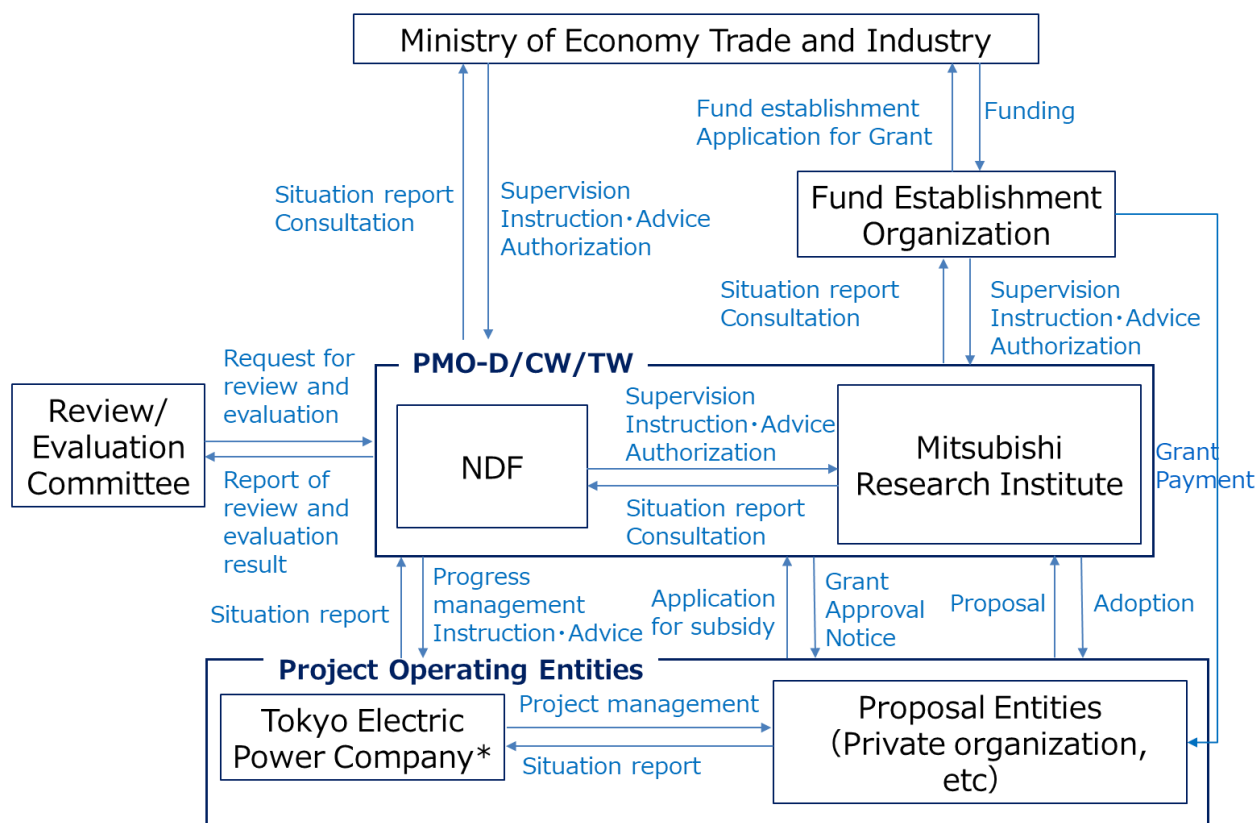 Ministry of Economy Trade and Industry
Fund establishment
Application for Grant
Funding
Situation report
Consultation
Supervision
Instruction・Advice
Authorization
Fund Establishment
Organization
Situation report
Consultation
Supervision
Instruction・Advice
Authorization
Request for
review and
evaluation
PMO-D/CW/TW
Review/
Evaluation
Committee
NDF
Supervision
Instruction・Advice
Authorization
Situation report
Consultation
Mitsubishi
Research Institute
Grant
Payment
Report of
review and
evaluation
result
Situation report
Progress
management
Instruction・Advice
Application
for subsidy
Grant
Approval
Notice
Proposal
Adoption
Project Operating Entities
Tokyo Electric
Power Company*
Project management
Situation report
Proposal Entities
（Private organization,
etc）